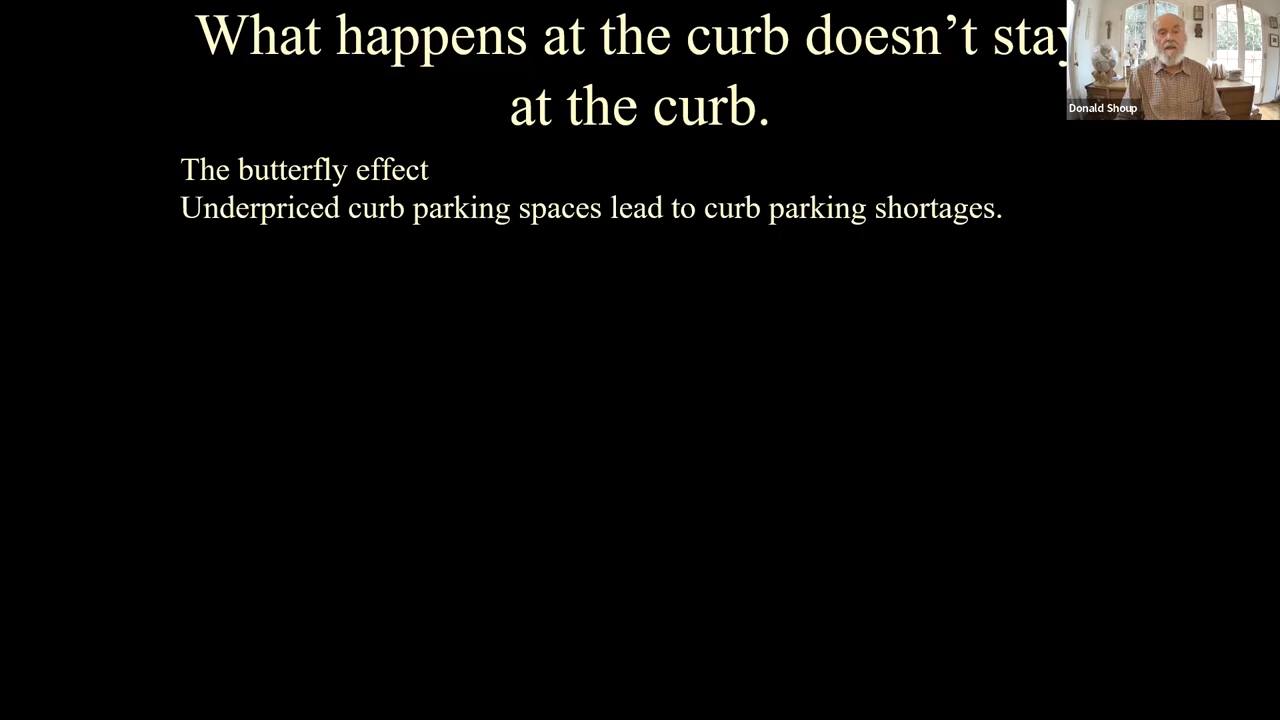 What happens at the curb doesn’t stay
at the curb.
Donald Shoup
The butterfly effect
Underpriced curb parking spaces lead to curb parking shortages.